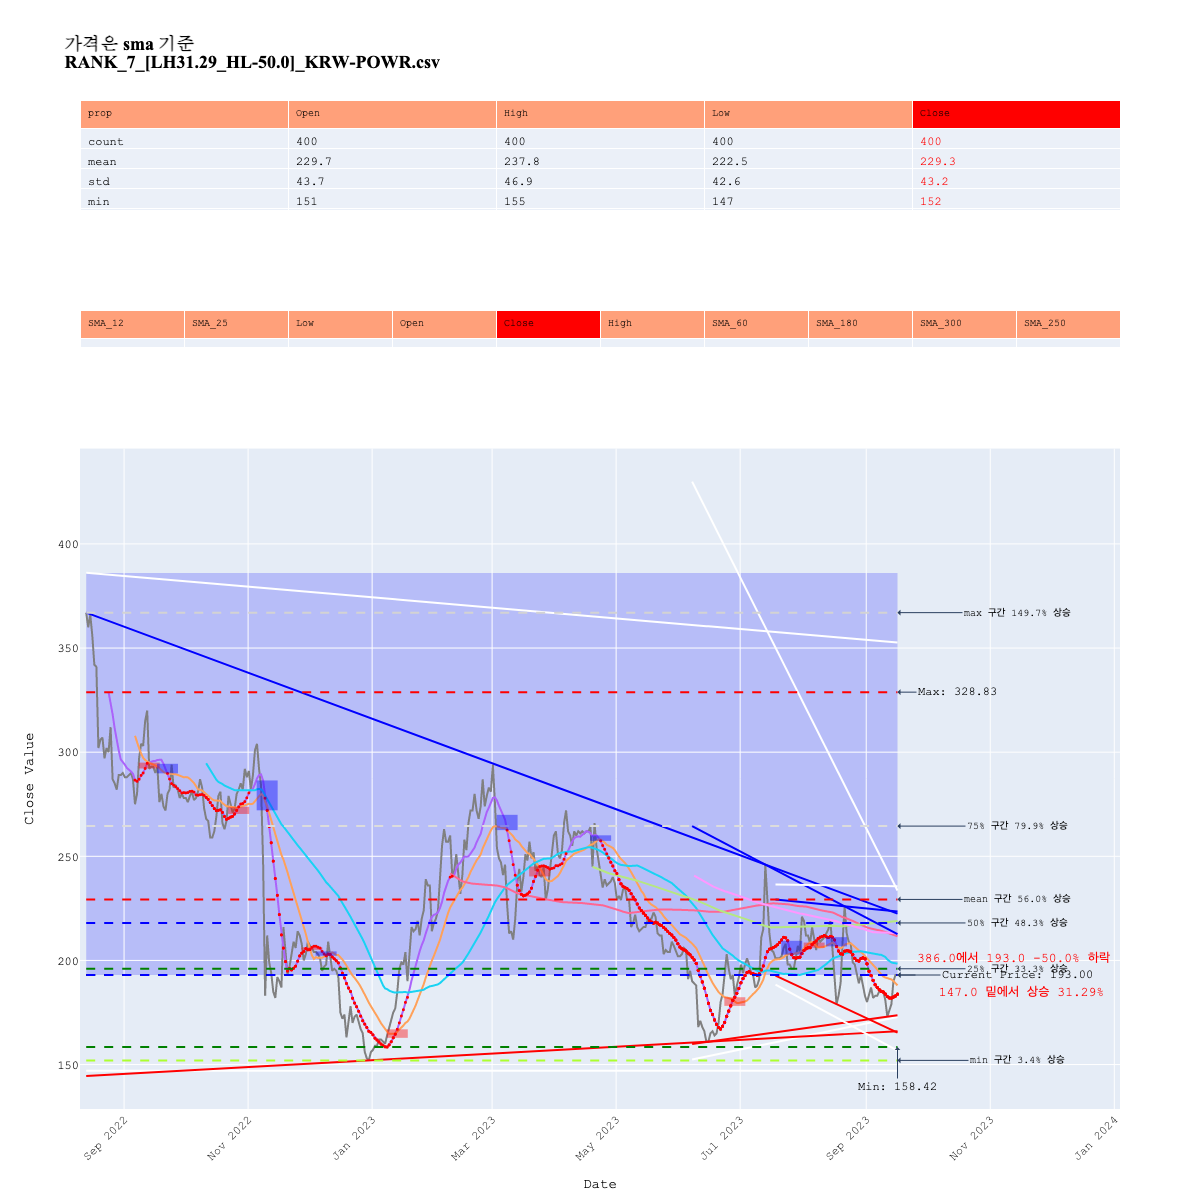 가격은 sma 기준
RANK_7_[LH31.29_HL-50.0]_KRW-POWR.csv
prop Open High Low Close
count 400 400 400 400
mean 229.7 237.8 222.5 229.3
std 43.7 46.9 42.6 43.2
min 151 155 147 152
SMA_12 SMA_25 Low Open Close High SMA_60 SMA_180 SMA_300 SMA_250
400
350
300
250
200
150
Close Value
max 구간 149.7% 상승
Max: 328.83
75% 구간 79.9% 상승
mean 구간 56.0% 상승
50% 구간 48.3% 상승
386.0에서 193.0 -50.0% 하락
25% 구간 33.3% 상승
Current Price: 193.00
147.0 밑에서 상승 31.29%
min 구간 3.4% 상승
Min: 158.42
Sep 2022 Nov 2022 Jan 2023 Mar 2023 May 2023 Jul 2023 Sep 2023 Nov 2023 Jan 2024
Date